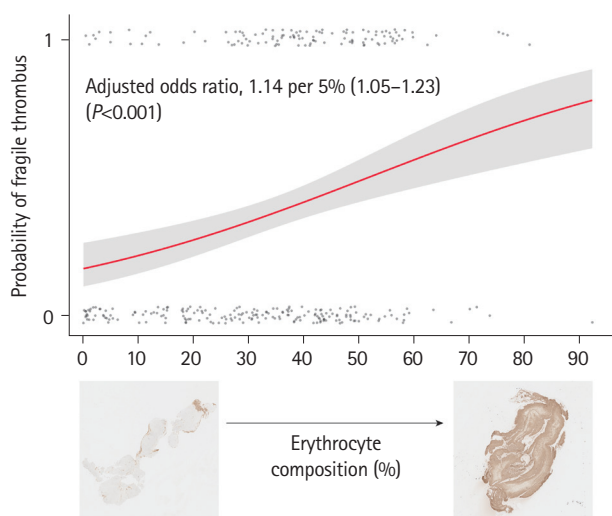 1
Adjusted odds ratio, 1.14 per 5% (1.05–1.23)
(P<0.001)
Probability of fragile thrombus
0
0 10 20 30 40 50 60 70 80 90
Erythrocyte
composition (%)